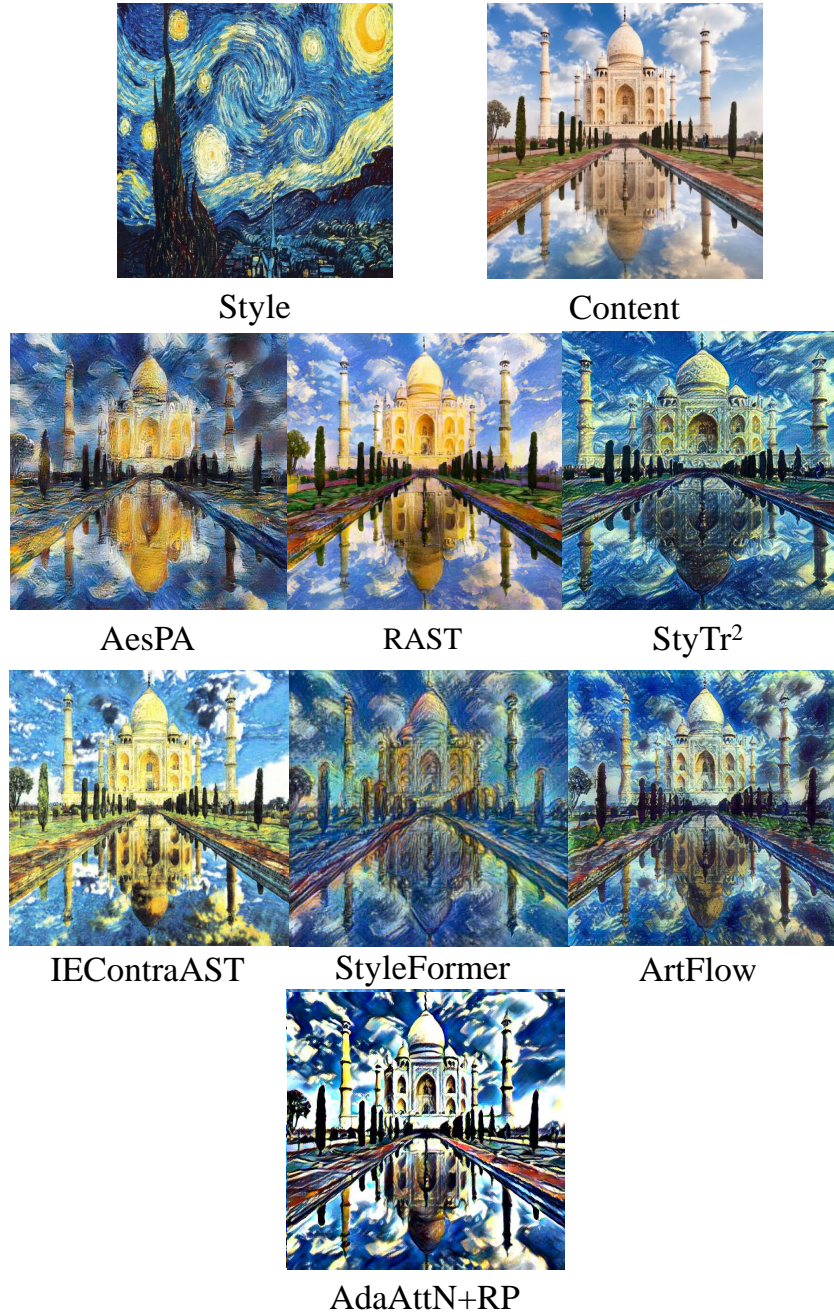 Style Content
AesPA RAST StyTr²
IEContraAST StyleFormer ArtFlow
AdaAttN+RP